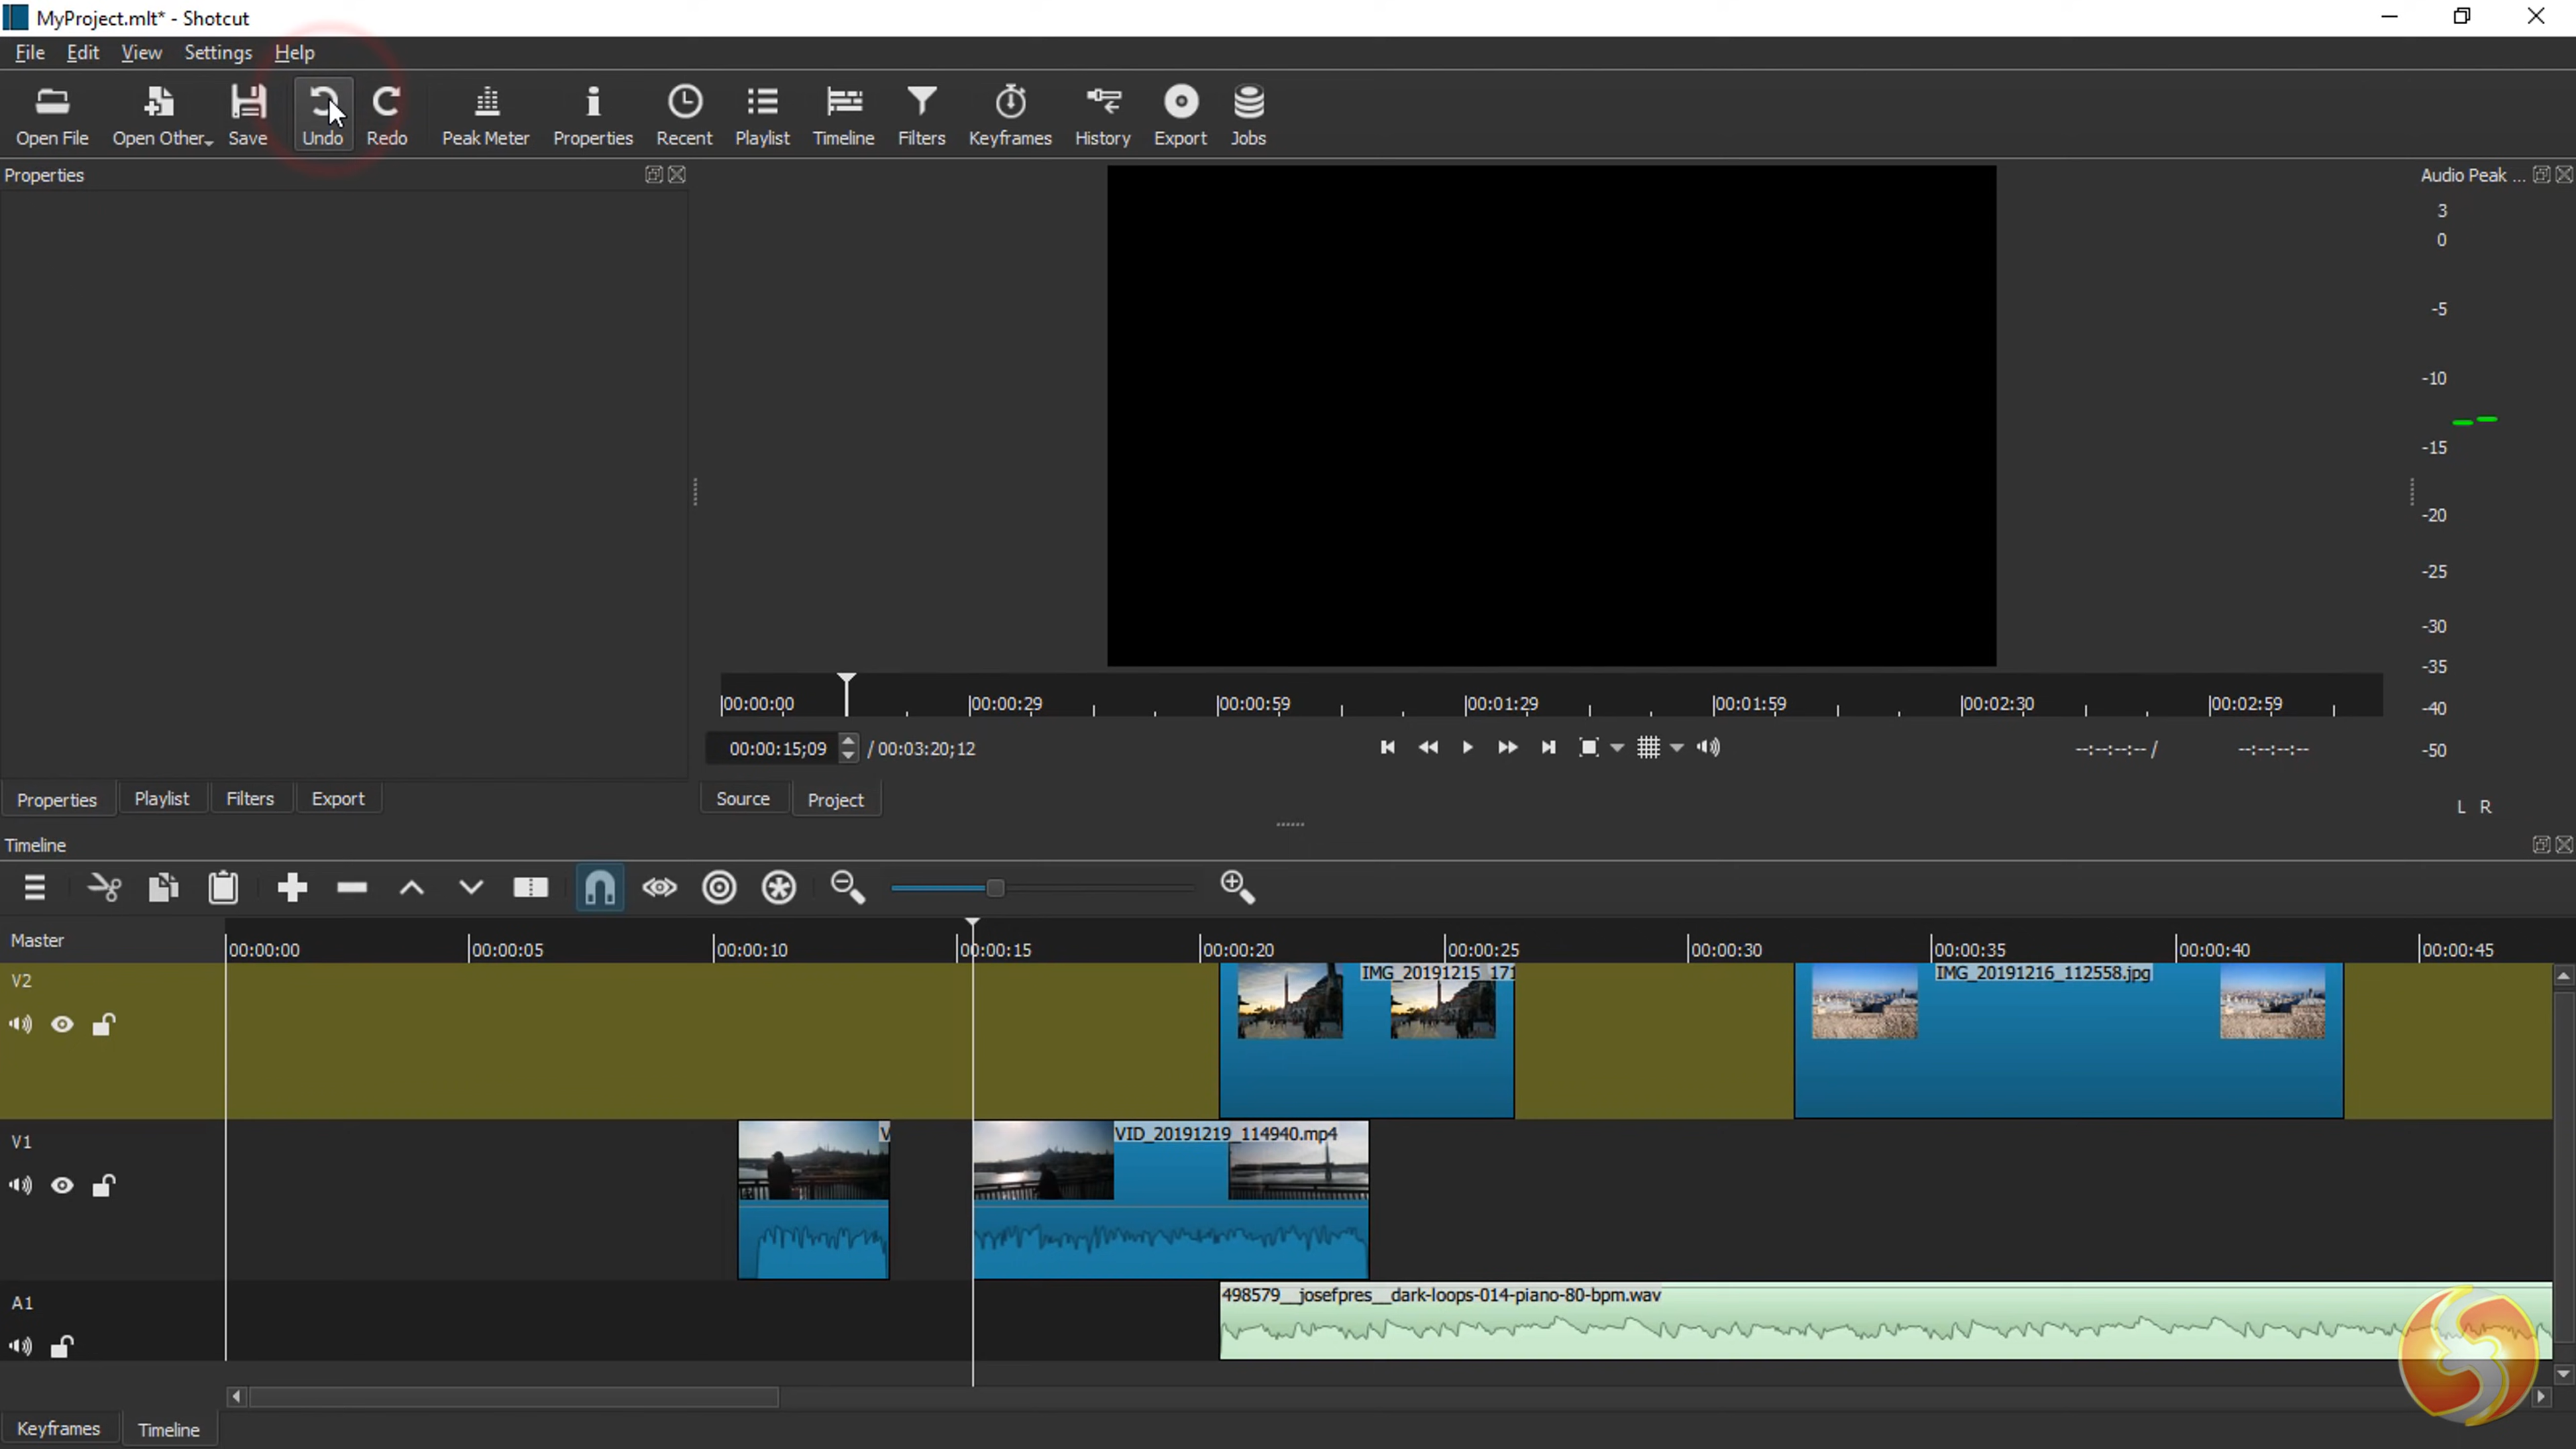 MyProject.mlt* - Shotcut
File Edit View Settings Help
Open File Open Other Save Undo Redo Peak Meter Properties Recent Playlist Timeline Filters Keyframes History Export Jobs
Properties
Audio Peak ...
3
0
-5
-10
-15
-20
-25
-30
-35
-40
-50
L R
00:00:00 00:00:29 00:00:59 00:01:29 00:01:59 00:02:30 00:02:59
00:00:15;09 / 00:03:20;12
--:--:--:-- / --:--:--:--
Properties Playlist Filters Export
Source Project
Timeline
Master
00:00:00 00:00:05 00:00:10 00:00:15 00:00:20 00:00:25 00:00:30 00:00:35 00:00:40 00:00:45
V2
IMG_20191215_171
IMG_20191216_112558.jpg
V1
V
VID_20191219_114940.mp4
A1
498579__josefpres__dark-loops-014-piano-80-bpm.wav
Keyframes Timeline